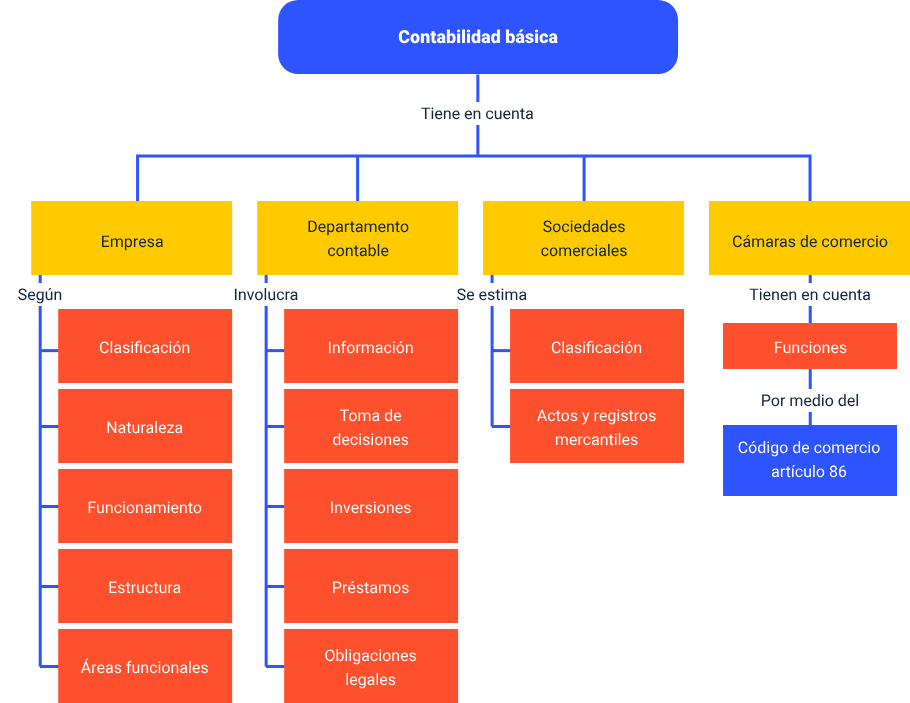 Contabilidad básica
Tiene en cuenta
Empresa
Según
Clasificación
Naturaleza
Funcionamiento
Estructura
Áreas funcionales
Departamento
contable
Involucra
Información
Toma de
decisiones
Inversiones
Préstamos
Obligaciones
legales
Sociedades
comerciales
Se estima
Clasificación
Actos y registros
mercantiles
Cámaras de comercio
Tienen en cuenta
Funciones
Por medio del
Código de comercio
artículo 86